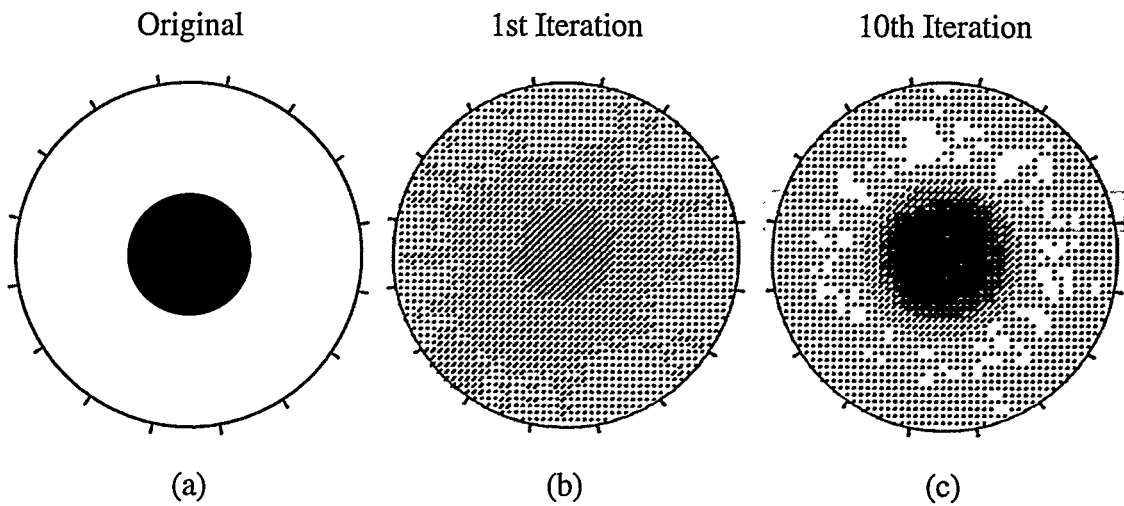 Original
1st Iteration
10th Iteration
(a)
(b)
(c)